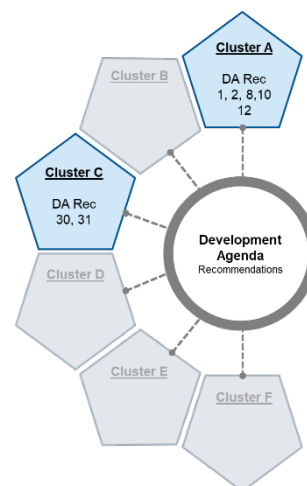 Cluster A
DA Rec
1, 2, 8,10
12
Cluster B
Cluster C
DA Rec
30, 31
Development
Agenda
Recommendations
Cluster D
Cluster E
Cluster F